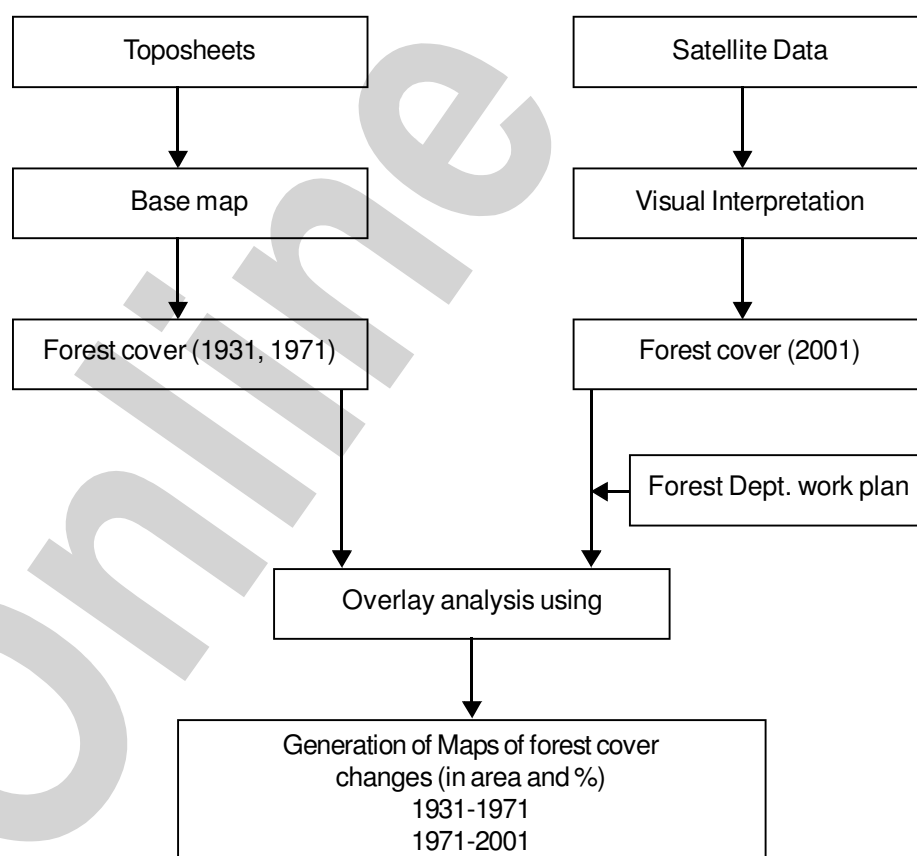 Toposheets
Satellite Data
Base map
Visual Interpretation
Forest cover (1931, 1971)
Forest cover (2001)
Forest Dept. work plan
Overlay analysis using
Generation of Maps of forest cover
changes (in area and %)
1931-1971
1971-2001
Online